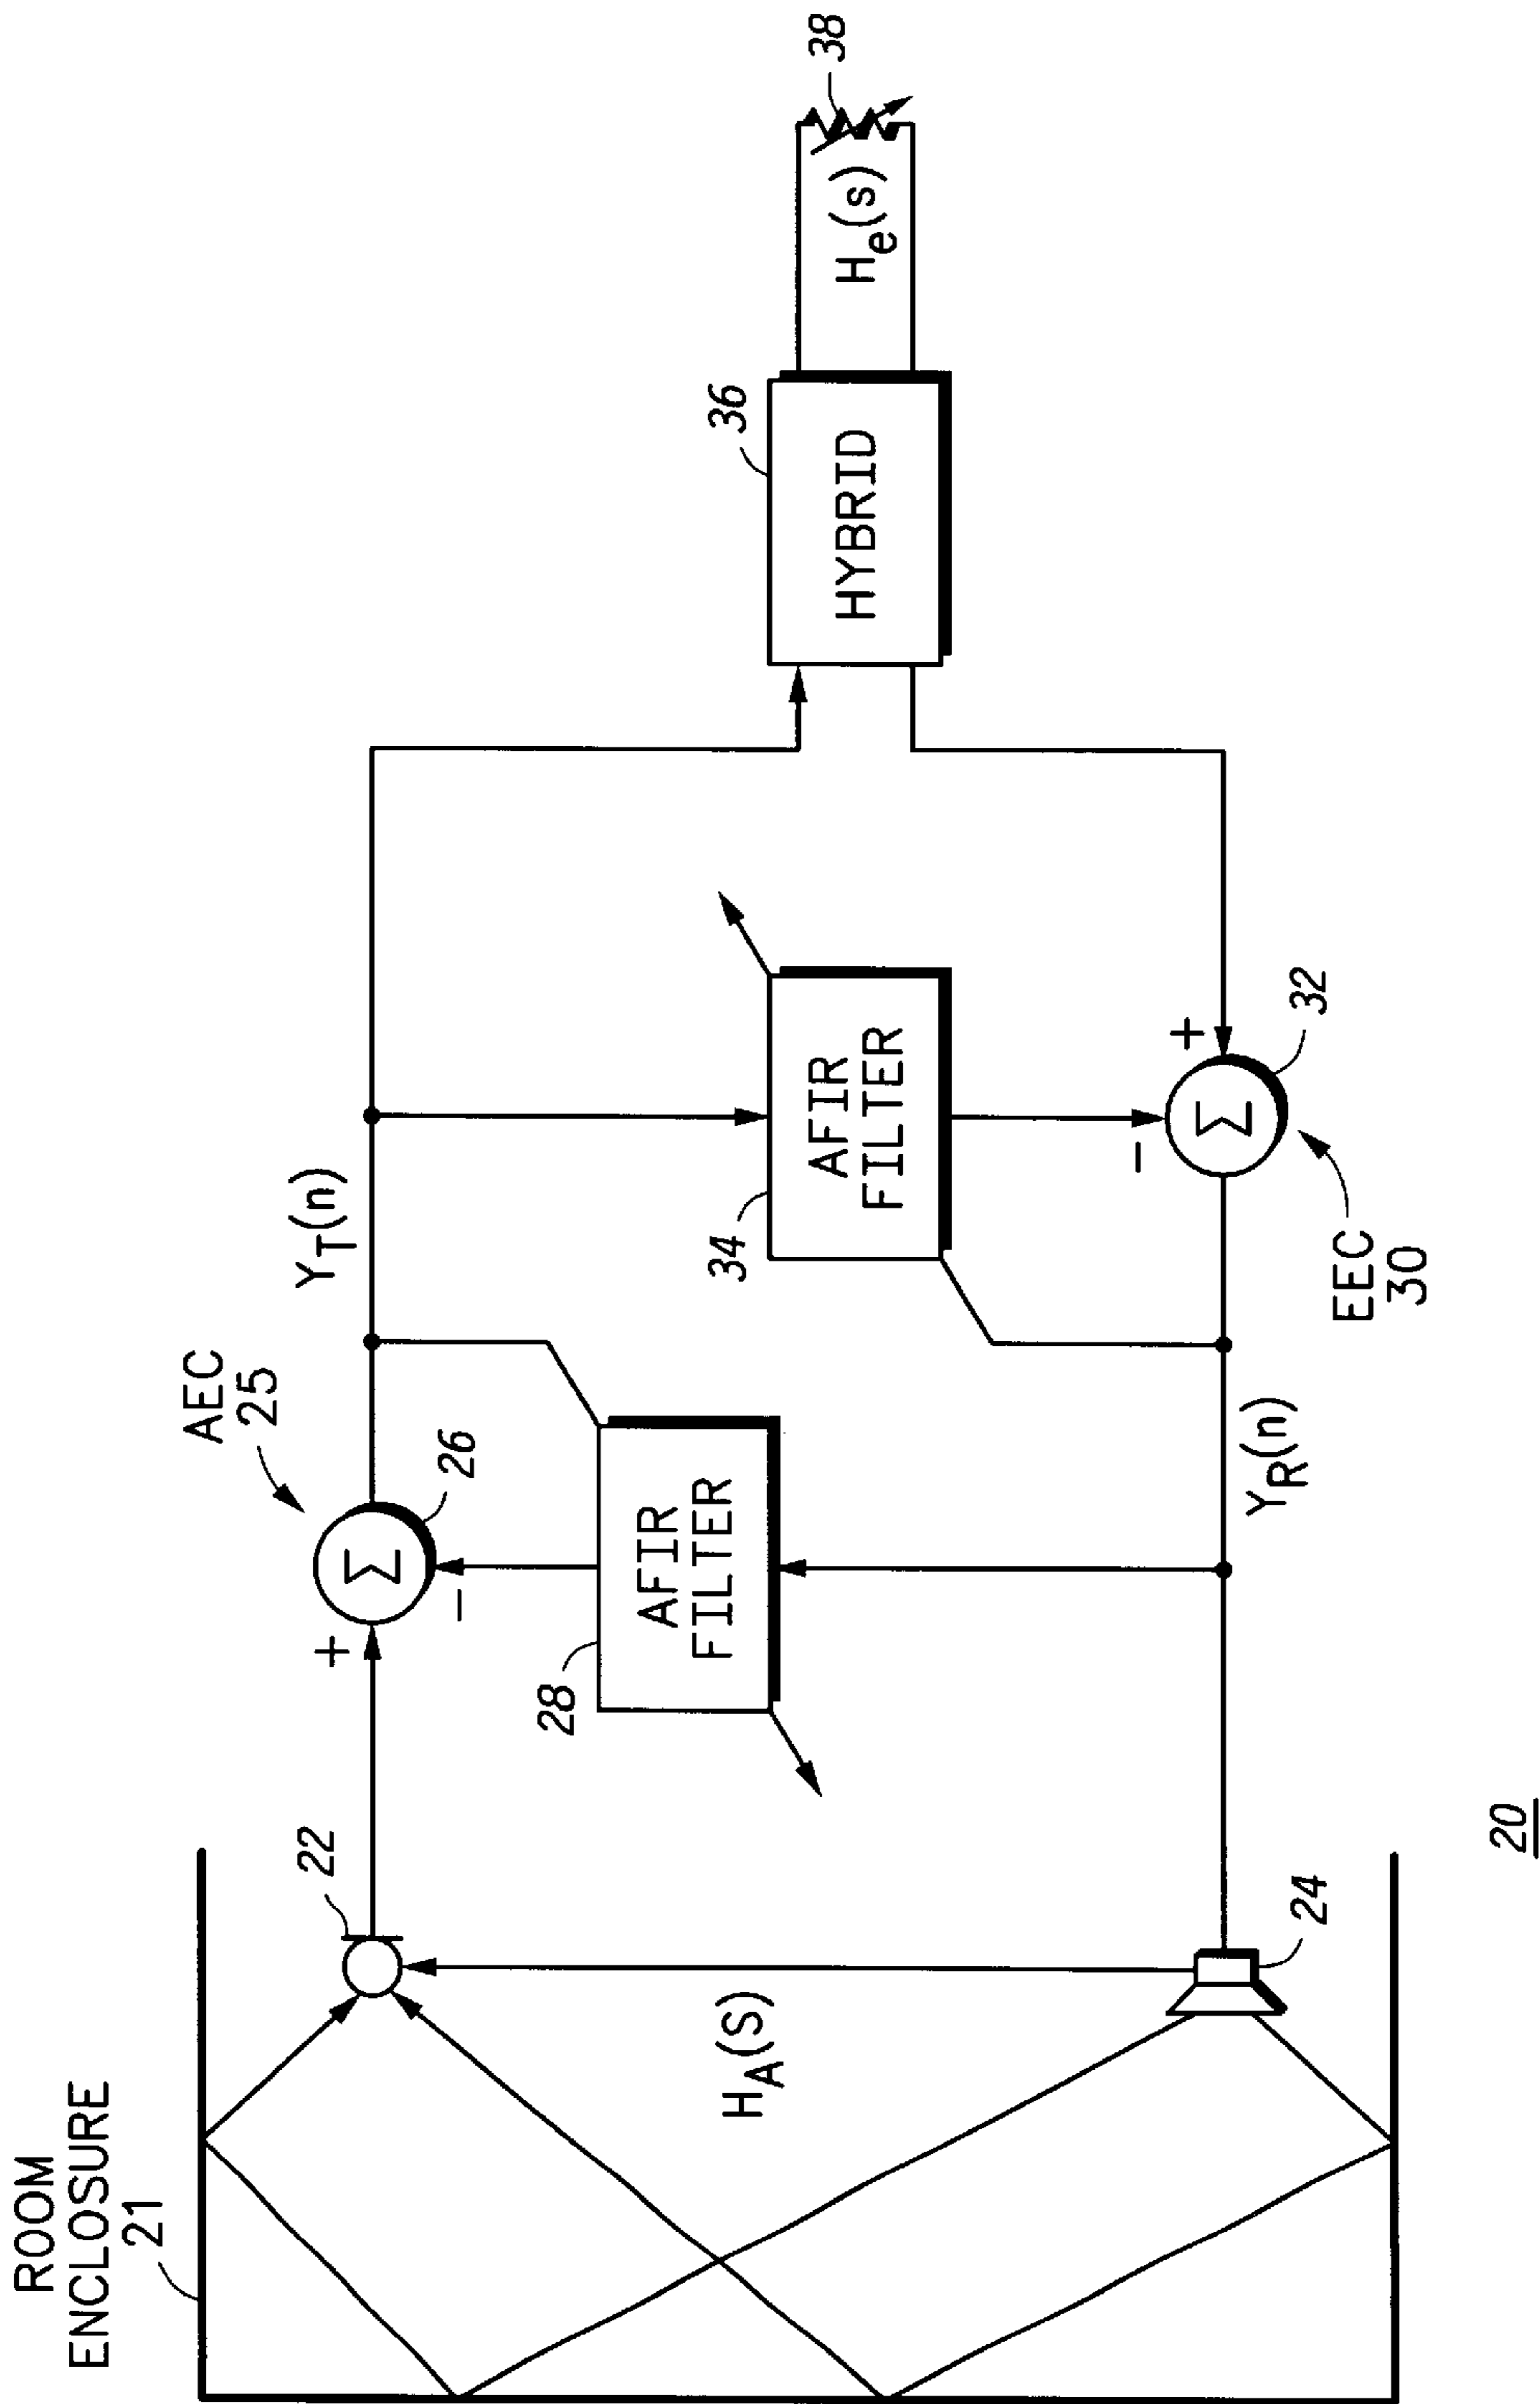 ROOM
ENCLOSURE
21
22
+
-
Σ
26
AEC
25
Y_T(n)
28
AFIR
FILTER
34
AFIR
FILTER
H_A(S)
24
Y_R(n)
-
+
Σ
32
EEC
30
36
HYBRID
H_e(s)
38
20